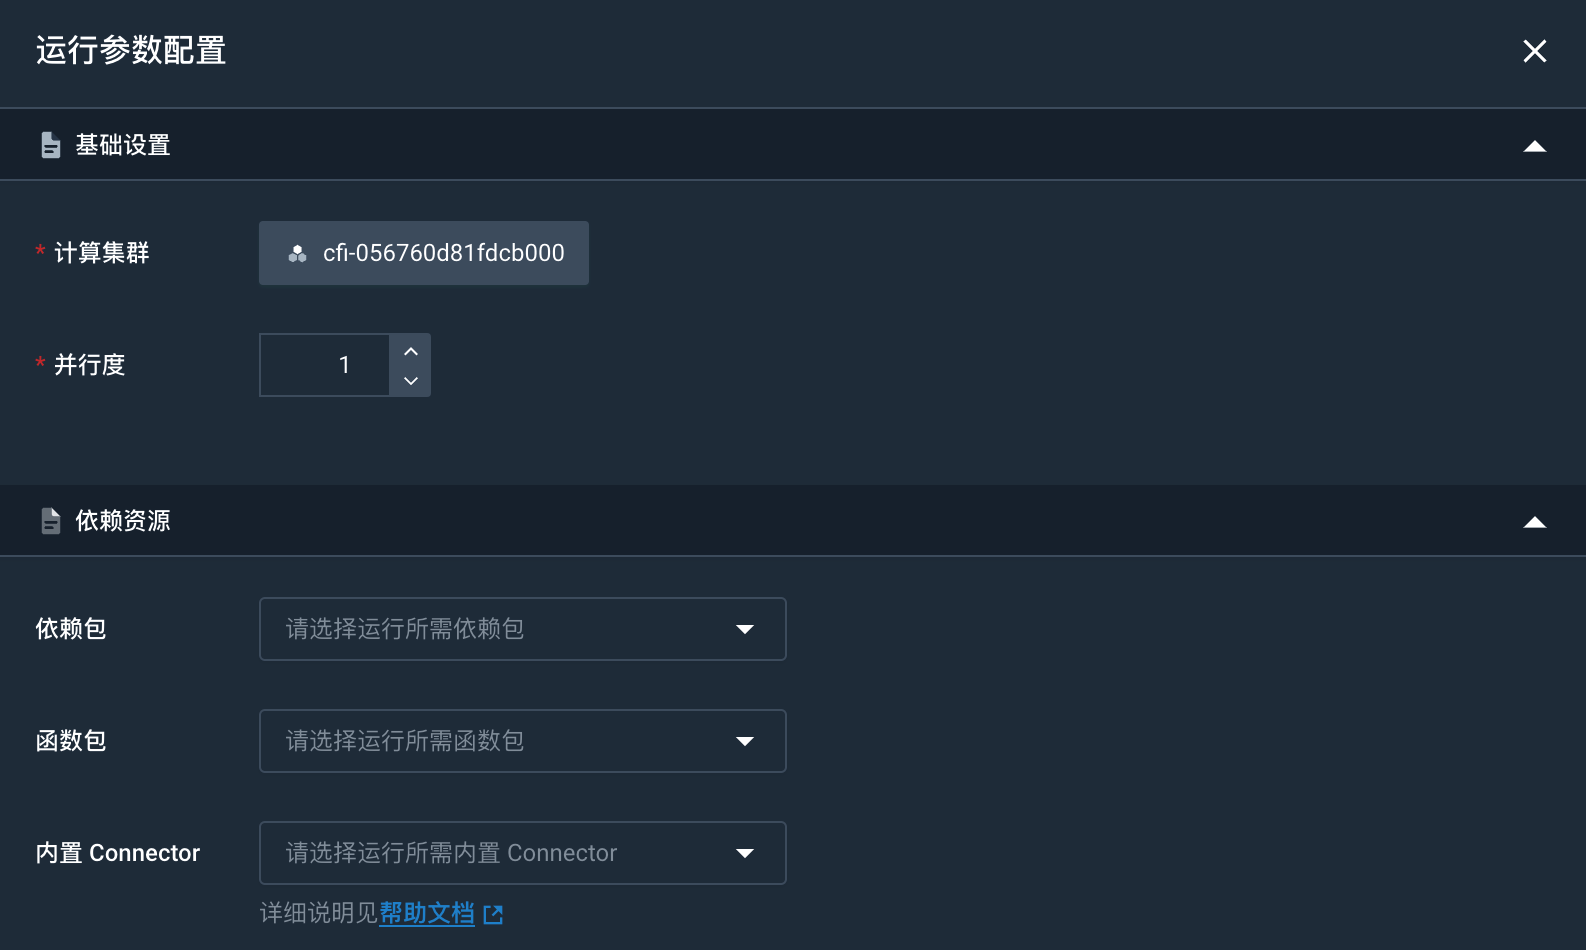 运行参数配置
基础设置
* 计算集群
cfi-056760d81fdcb000
* 并行度
1
依赖资源
依赖包
请选择运行所需依赖包
函数包
请选择运行所需函数包
内置 Connector
请选择运行所需内置 Connector
详细说明见帮助文档